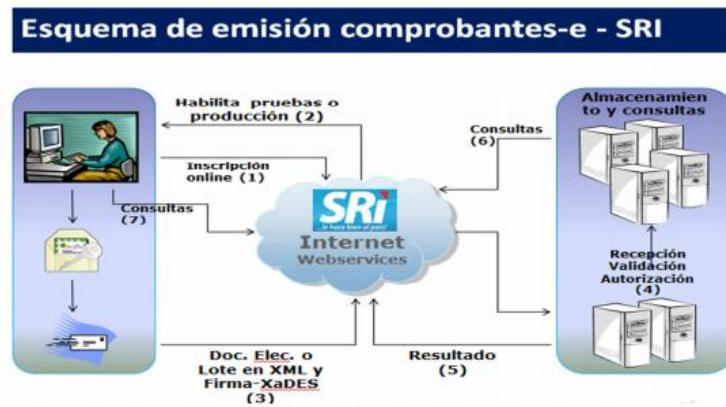 Esquema de emisión comprobantes-e - SRI
Habilita pruebas o
producción (2)
Inscripción
online (1)
Consultas
(7)
SRi
...le hace bien al país!
Internet
Webservices
Doc. Elec. o
Lote en XML y
Firma-XaDES
(3)
Consultas
(6)
Resultado
(5)
Almacenamien
to y consultas
Recepción
Validación
Autorización
(4)